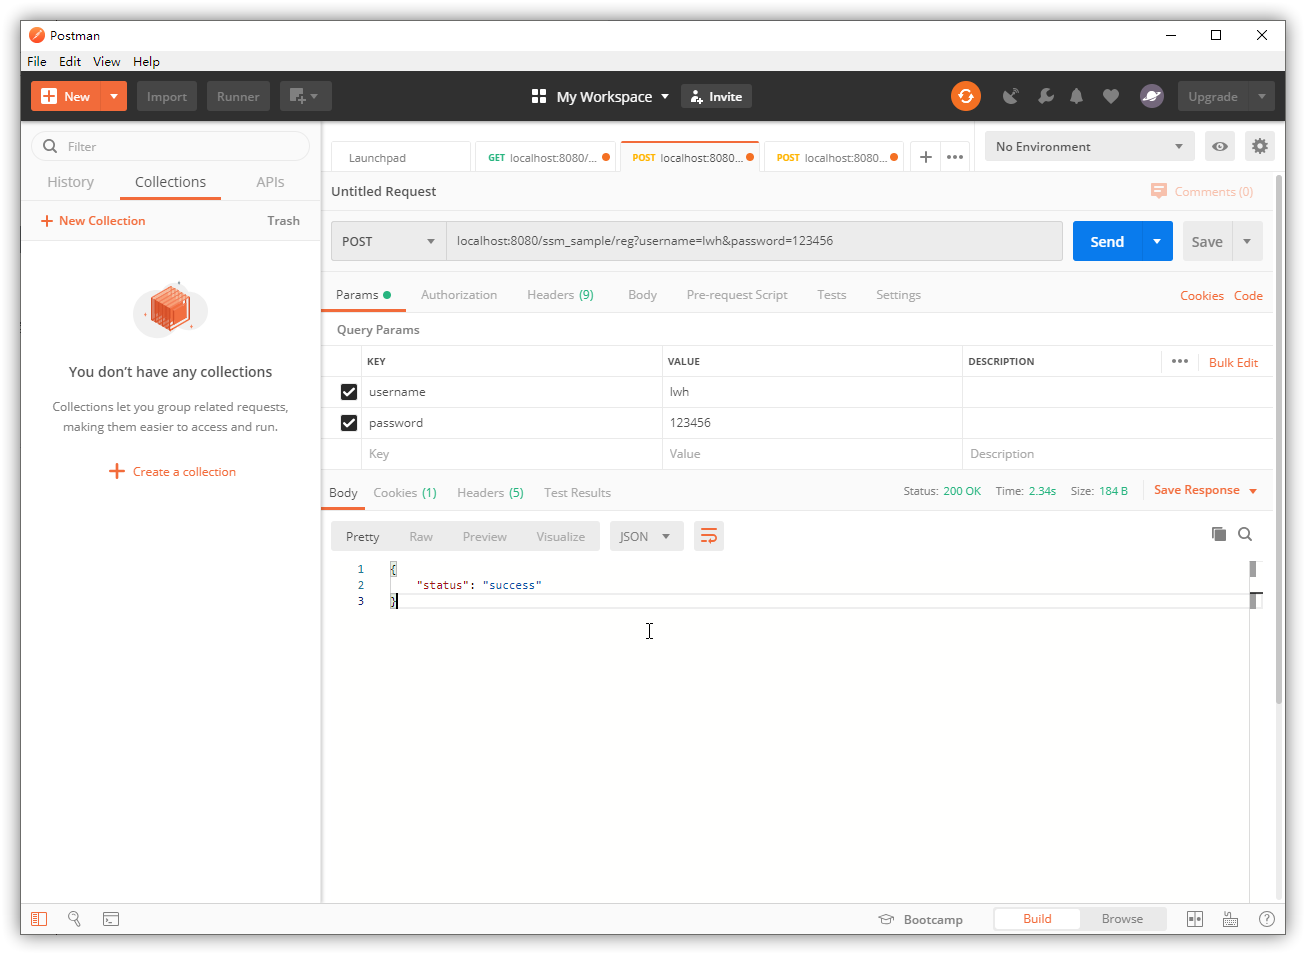 Postman
File Edit View Help
New Import Runner My Workspace Invite Upgrade
Filter
Launchpad GET localhost:8080/... POST localhost:8080... POST localhost:8080... No Environment
History Collections APIs
Untitled Request Comments (0)
New Collection Trash
POST localhost:8080/ssm_sample/reg?username=lwh&password=123456 Send Save
Params Authorization Headers (9) Body Pre-request Script Tests Settings Cookies Code
Query Params
KEY VALUE DESCRIPTION Bulk Edit
username lwh
password 123456
Key Value Description
You don't have any collections
Collections let you group related requests,
making them easier to access and run.
Create a collection
Body Cookies (1) Headers (5) Test Results Status: 200 OK Time: 2.34s Size: 184 B Save Response
Pretty Raw Preview Visualize JSON
1 {
2 "status": "success"
3 }
Bootcamp Build Browse